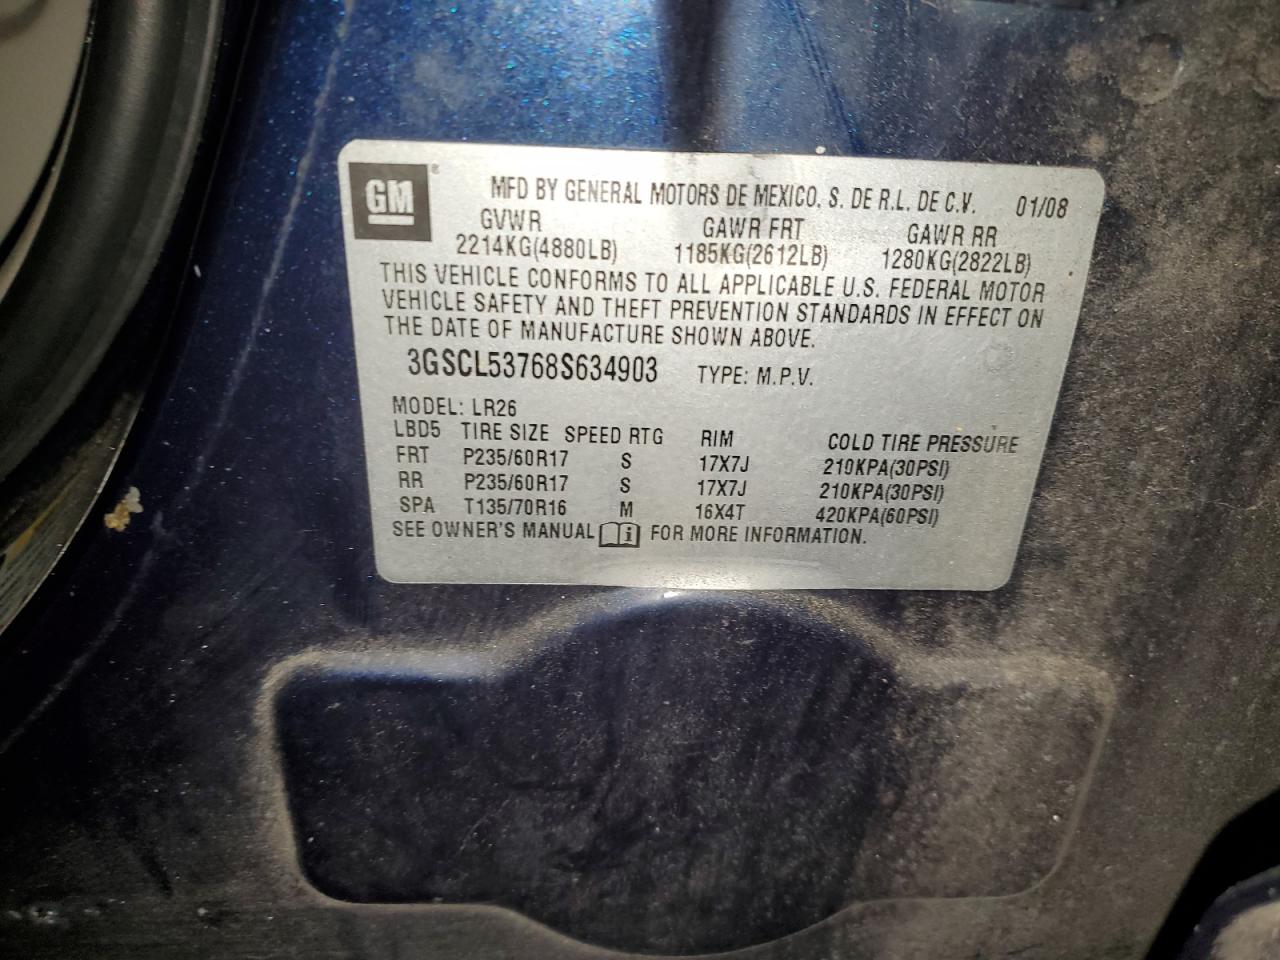 GM ® MFD BY GENERAL MOTORS DE MEXICO, S. DE R.L. DE C.V. 01/08
GVWR GAWR FRT GAWR RR
2214KG(4880LB) 1185KG(2612LB) 1280KG(2822LB)
THIS VEHICLE CONFORMS TO ALL APPLICABLE U.S. FEDERAL MOTOR
VEHICLE SAFETY AND THEFT PREVENTION STANDARDS IN EFFECT ON
THE DATE OF MANUFACTURE SHOWN ABOVE.
3GSCL53768S634903 TYPE: M.P.V.
MODEL: LR26
LBD5 TIRE SIZE SPEED RTG RIM COLD TIRE PRESSURE
FRT P235/60R17 S 17X7J 210KPA(30PSI)
RR P235/60R17 S 17X7J 210KPA(30PSI)
SPA T135/70R16 M 16X4T 420KPA(60PSI)
SEE OWNER'S MANUAL i FOR MORE INFORMATION.